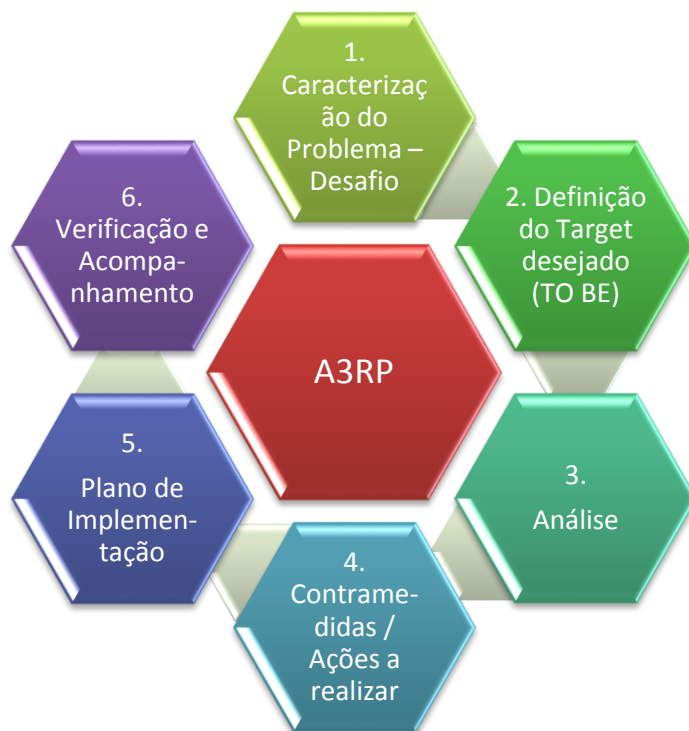 1.
Caracterizaç
ão do
Problema –
Desafio
2. Definição
do Target
desejado
(TO BE)
3.
Análise
4.
Contrame-
didas /
Ações a
realizar
5.
Plano de
Implemen-
tação
6.
Verificação e
Acompa-
nhamento
A3RP